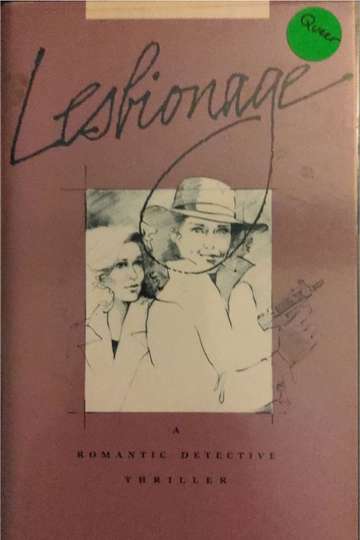 Queer
Lesbionage
A
ROMANTIC DETECTIVE
THRILLER